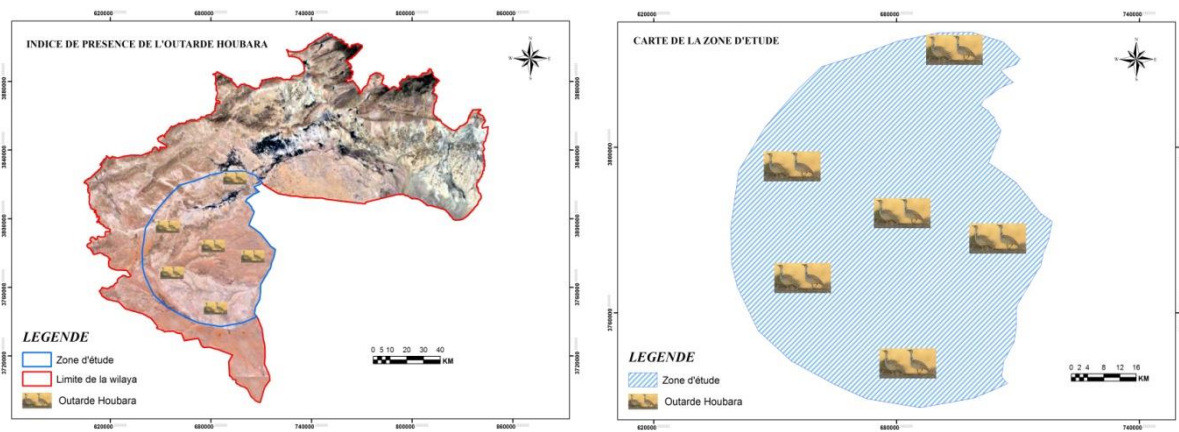 620000 680000 740000 800000 860000
INDICE DE PRESENCE DE L'OUTARDE HOUBARA
N
W E
S
3880000
3840000
3800000
3760000
3720000
LEGENDE
Zone d'étude
Limite de la wilaya
Outarde Houbara
0 5 10 20 30 40
KM
620000 680000 740000 800000 860000
620000 680000 740000
CARTE DE LA ZONE D'ETUDE
N
W E
S
3800000
3760000
LEGENDE
Zone d'étude
Outarde Houbara
0 2 4 8 12 16
KM
620000 680000 740000